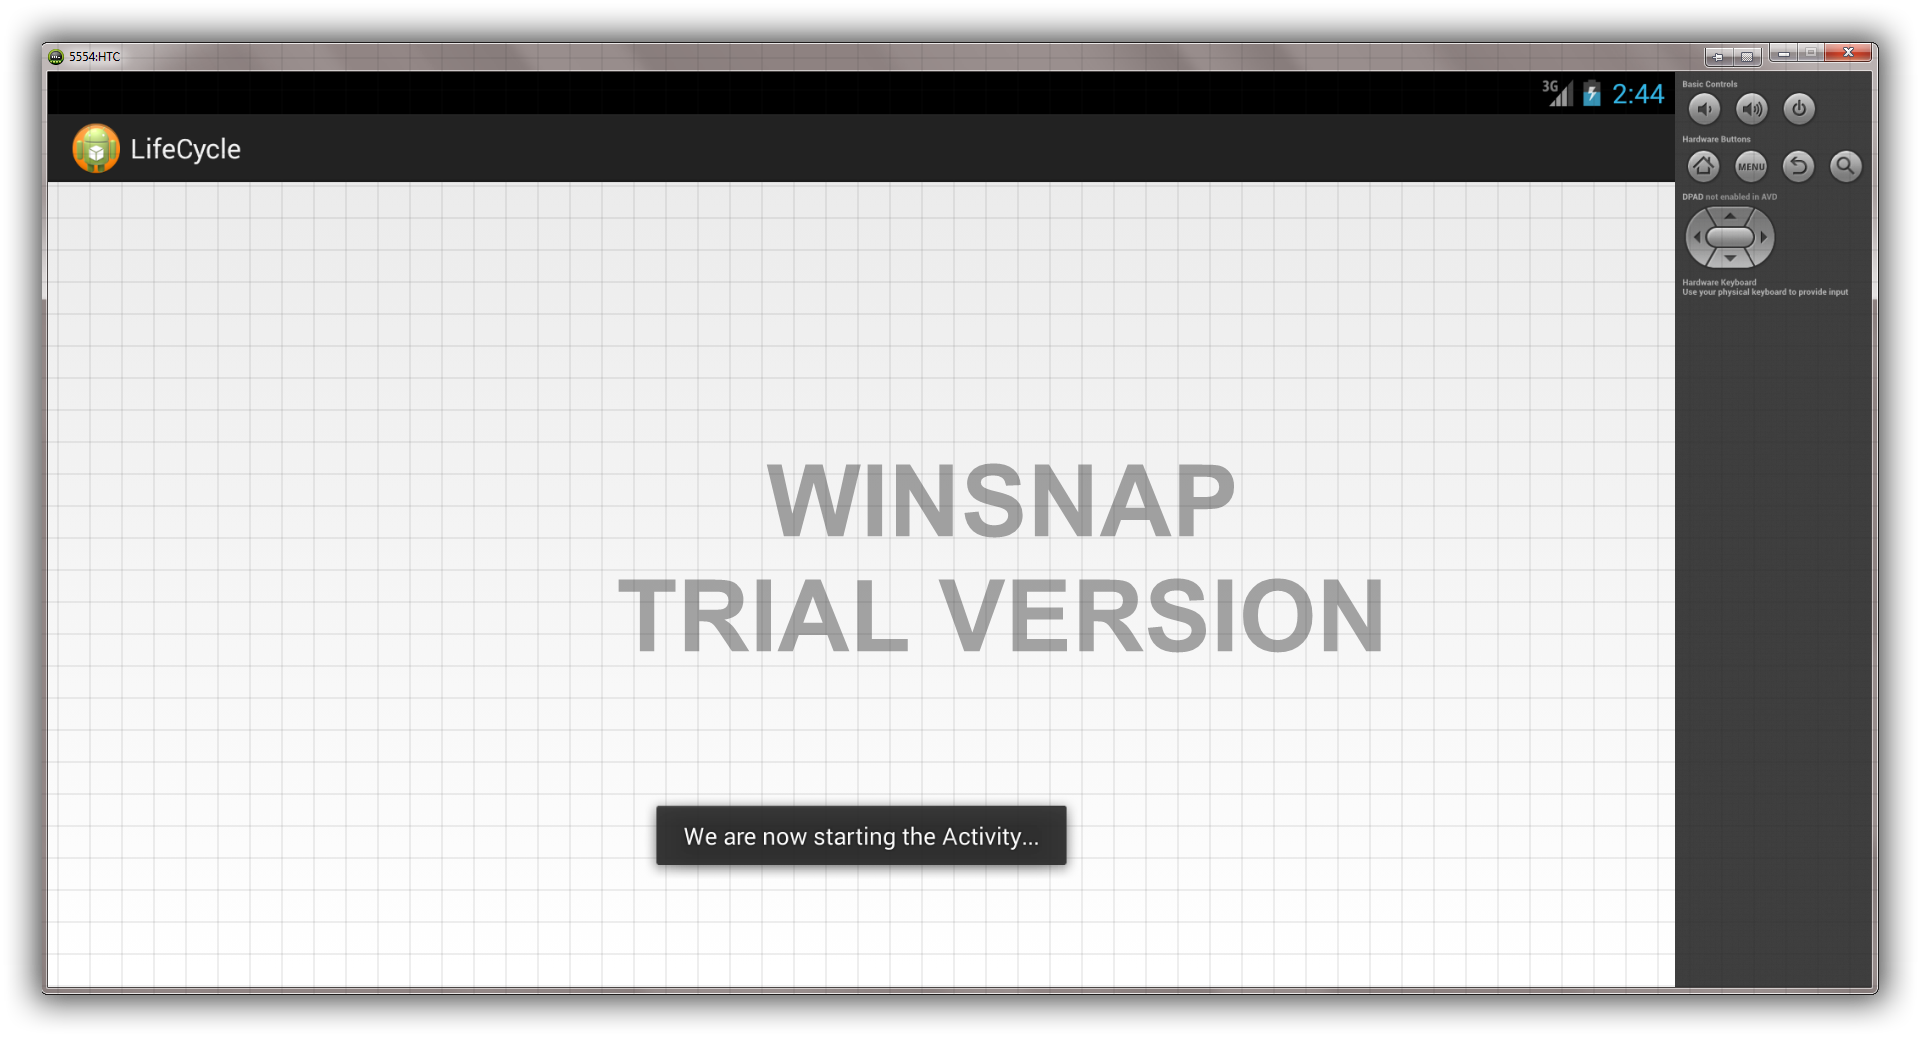 5554:HTC
3G 2:44
LifeCycle
Basic Controls
Hardware Buttons
MENU
DPAD not enabled in AVD
Hardware Keyboard
Use your physical keyboard to provide input
WINSNAP
TRIAL VERSION
We are now starting the Activity...